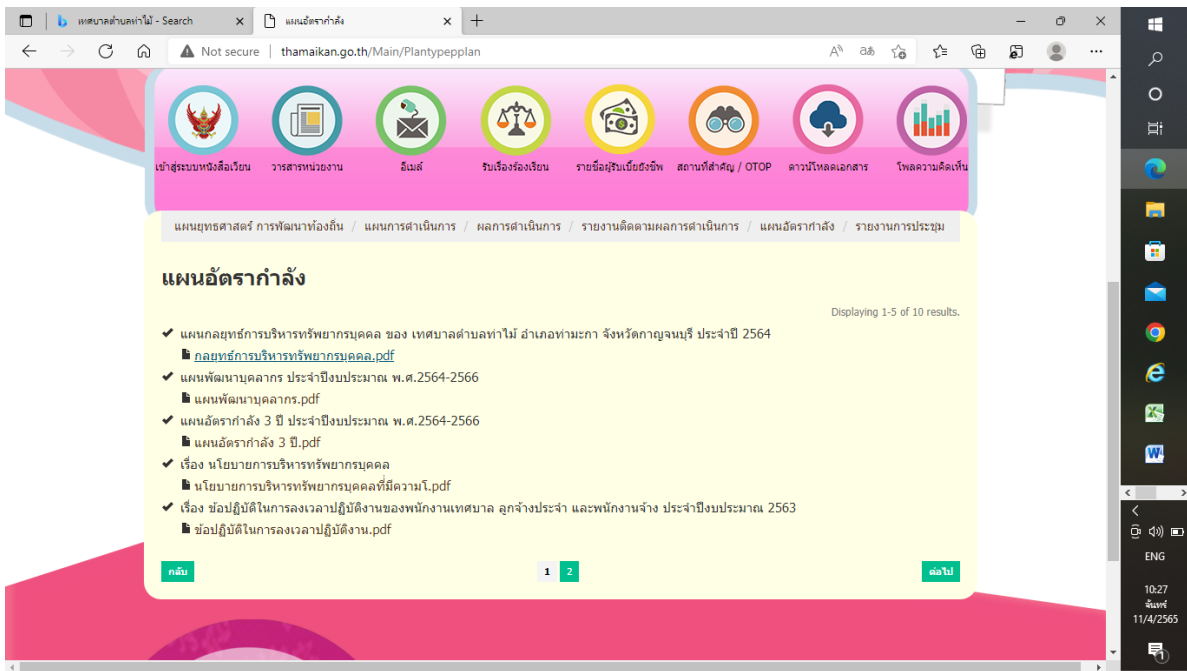 เทศบาลตำบลท่าไม้ - Search
แผนอัตรากำลัง
Not secure | thamaikan.go.th/Main/Plantypepplan
เข้าสู่ระบบหนังสือเวียน วารสารหน่วยงาน อีเมล์ รับเรื่องร้องเรียน รายชื่อผู้รับเบี้ยยังชีพ สถานที่สำคัญ / OTOP ดาวน์โหลดเอกสาร โพลความคิดเห็น
แผนยุทธศาสตร์ การพัฒนาท้องถิ่น / แผนการดำเนินการ / ผลการดำเนินการ / รายงานติดตามผลการดำเนินการ / แผนอัตรากำลัง / รายงานการประชุม
แผนอัตรากำลัง
Displaying 1-5 of 10 results.
แผนกลยุทธ์การบริหารทรัพยากรบุคคล ของ เทศบาลตำบลท่าไม้ อำเภอท่ามะกา จังหวัดกาญจนบุรี ประจำปี 2564
กลยุทธ์การบริหารทรัพยากรบุคคล.pdf
แผนพัฒนาบุคลากร ประจำปีงบประมาณ พ.ศ.2564-2566
แผนพัฒนาบุคลากร.pdf
แผนอัตรากำลัง 3 ปี ประจำปีงบประมาณ พ.ศ.2564-2566
แผนอัตรากำลัง 3 ปี.pdf
เรื่อง นโยบายการบริหารทรัพยากรบุคคล
นโยบายการบริหารทรัพยากรบุคคลที่มีความโ.pdf
เรื่อง ข้อปฏิบัติในการลงเวลาปฏิบัติงานของพนักงานเทศบาล ลูกจ้างประจำ และพนักงานจ้าง ประจำปีงบประมาณ 2563
ข้อปฏิบัติในการลงเวลาปฏิบัติงาน.pdf
กลับ 1 2 ต่อไป
ENG
10:27
จันทร์
11/4/2565